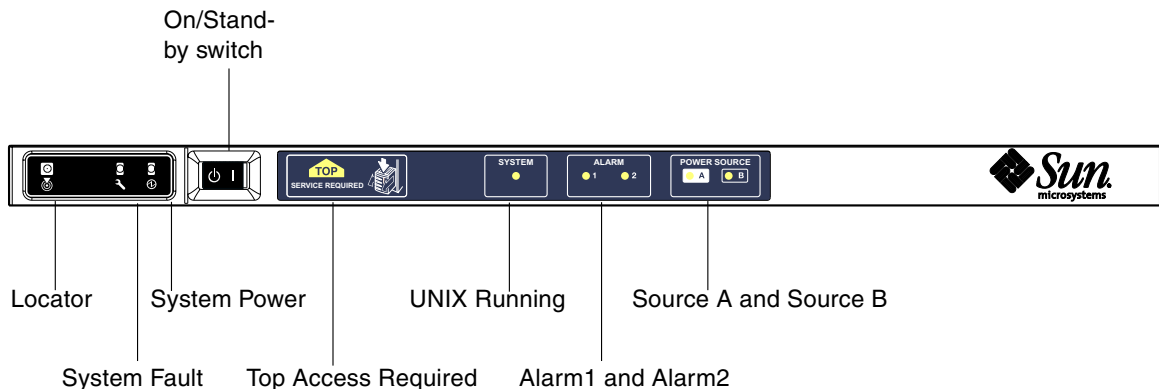 On/Stand-
by switch
TOP
SERVICE REQUIRED
SYSTEM
ALARM
1 2
POWER SOURCE
A B
Sun.
microsystems
Locator
System Power
UNIX Running
Source A and Source B
System Fault
Top Access Required
Alarm1 and Alarm2